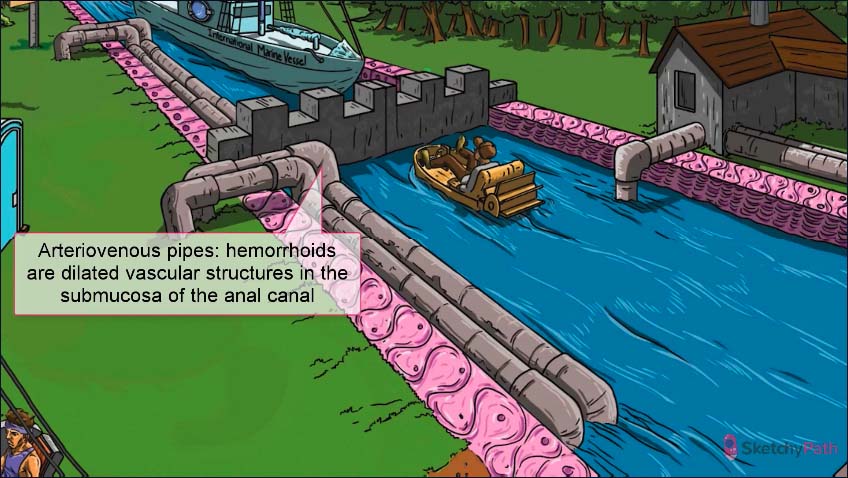 International Marine Vessel
Arteriovenous pipes: hemorrhoids
are dilated vascular structures in the
submucosa of the anal canal
SketchyPath